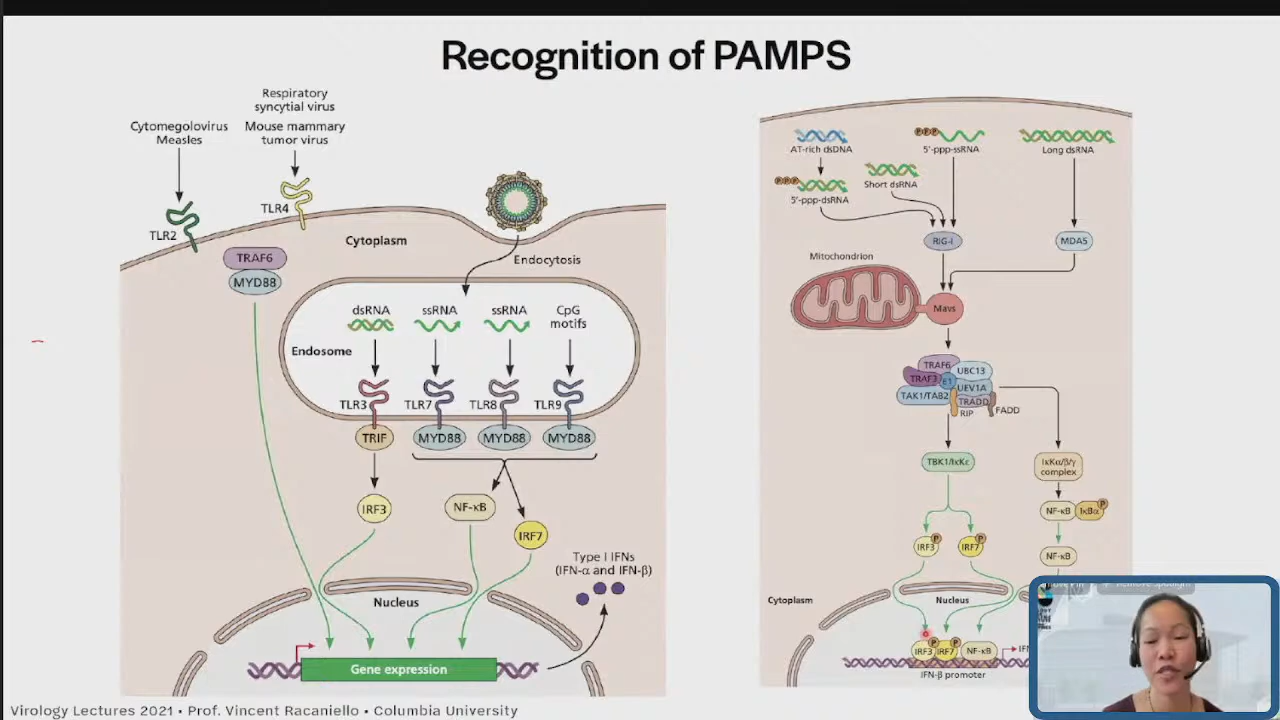 Recognition of PAMPS
Respiratory
syncytial virus
Cytomegolovirus
Measles
Mouse mammary
tumor virus
TLR4
TLR2
Cytoplasm
TRAF6
MYD88
Endocytosis
dsRNA
ssRNA
ssRNA
CpG
motifs
Endosome
TLR3
TLR7
TLR8
TLR9
TRIF
MYD88
MYD88
MYD88
IRF3
NF-κB
IRF7
Type I IFNs
(IFN-α and IFN-β)
Nucleus
Gene expression
AT-rich dsDNA
PPP
5'-ppp-ssRNA
Long dsRNA
PPP
5'-ppp-dsRNA
Short dsRNA
RIG-I
MDA5
Mitochondrion
Mavs
TRAF6
UBC13
TRAF3
E1
UEV1A
TAK1/TAB2
TRADD
RIP
FADD
TBK1/IκKε
IκKα/β/γ
complex
NF-κB
IκBα
P
IRF3
P
IRF7
P
NF-κB
Cytoplasm
Nucleus
IRF3
P
IRF7
P
NF-κB
IFN-β promoter
Virology Lectures 2021 • Prof. Vincent Racaniello • Columbia University